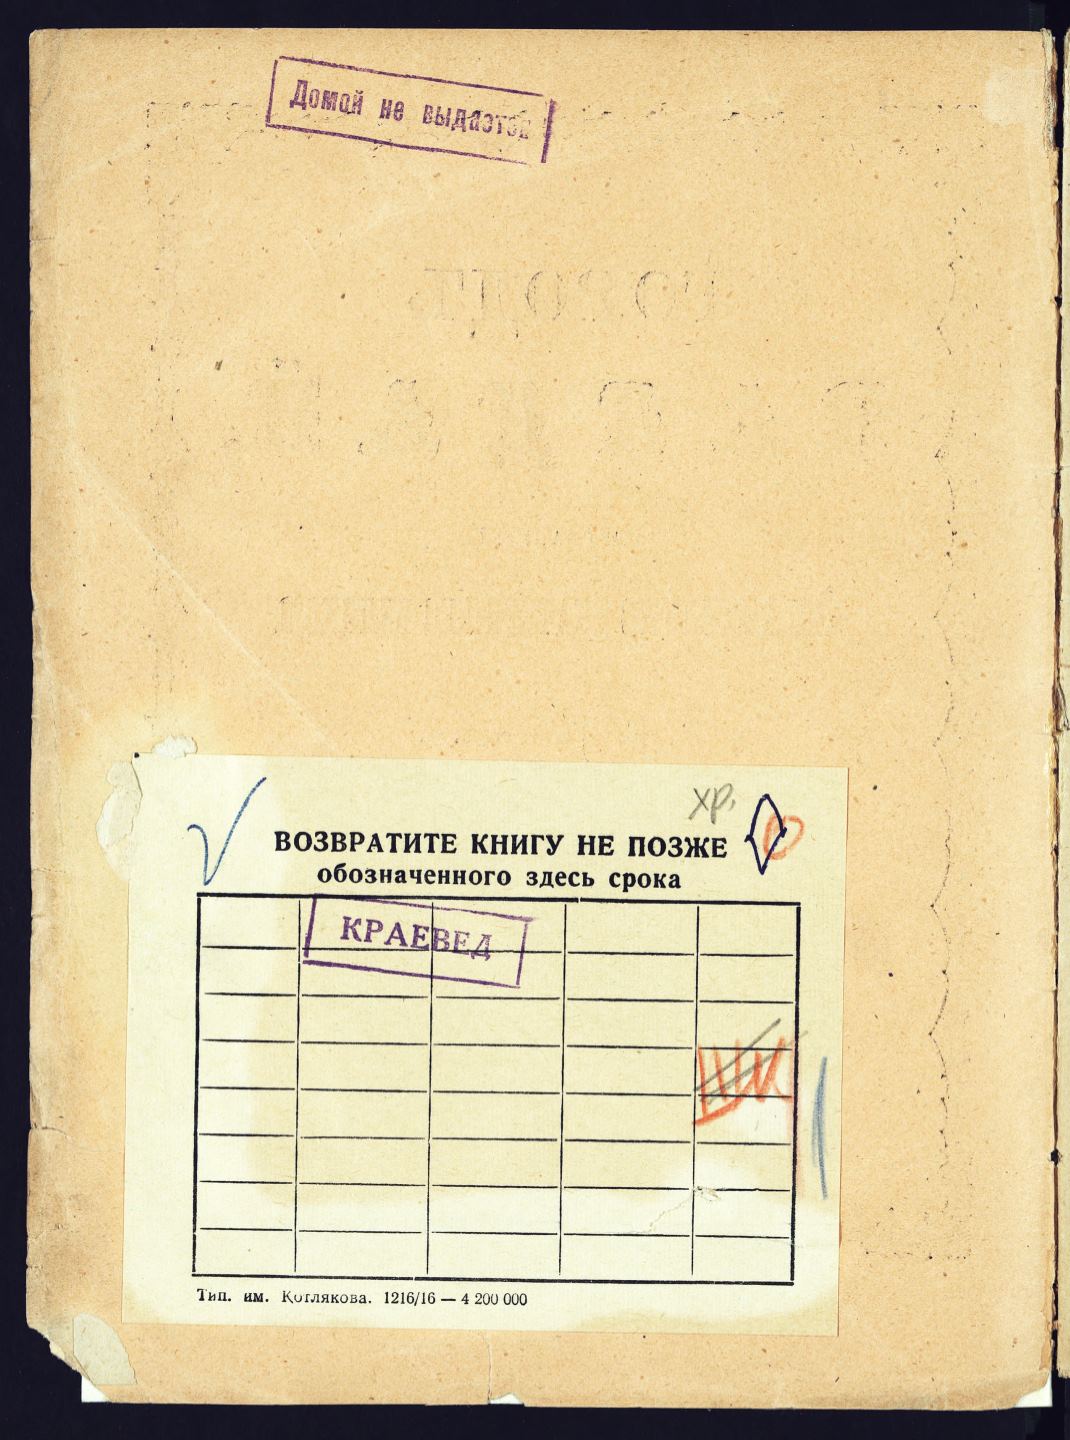 Домой не выдается
хр.
ВОЗВРАТИТЕ КНИГУ НЕ ПОЗЖЕ
обозначенного здесь срока
КРАЕВЕД
Тип. им. Котлякова. 1216/16 — 4 200 000